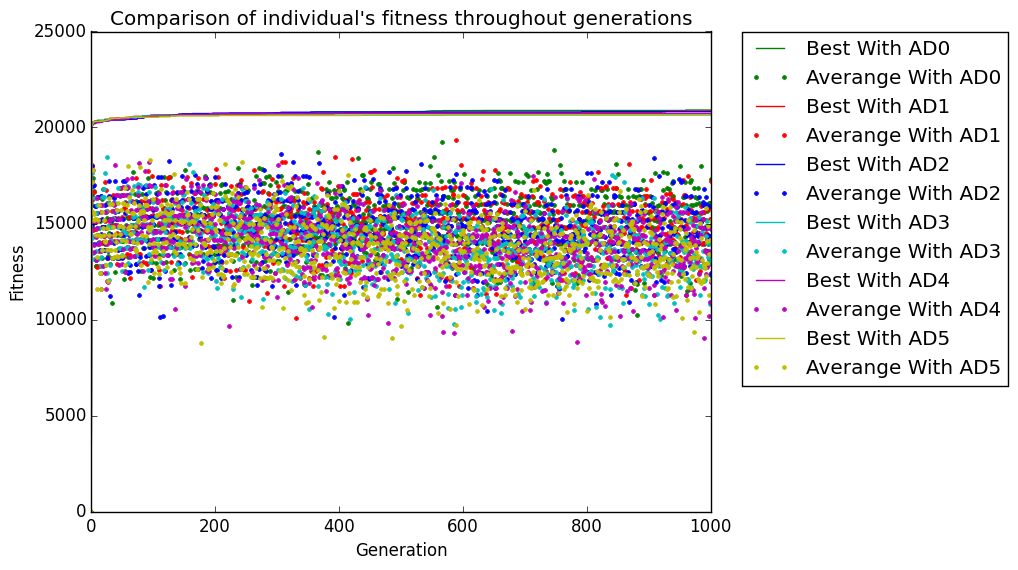 Comparison of individual's fitness throughout generations
25000
20000
15000
10000
5000
0
Fitness
0 200 400 600 800 1000
Generation
Best With AD0
Averange With AD0
Best With AD1
Averange With AD1
Best With AD2
Averange With AD2
Best With AD3
Averange With AD3
Best With AD4
Averange With AD4
Best With AD5
Averange With AD5